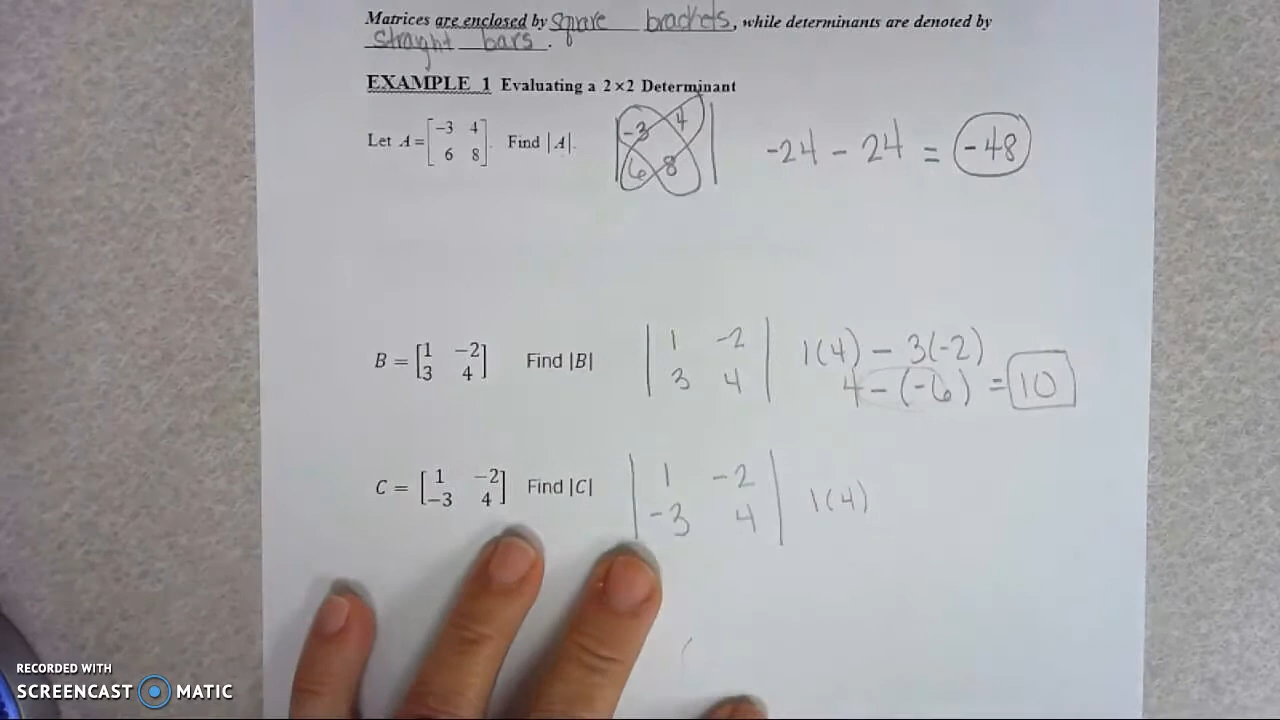 Matrices are enclosed by square brackets, while determinants are denoted by
straight bars.
EXAMPLE 1 Evaluating a 2×2 Determinant
Let A = [−3 4 Find |A|. |-3 4| -24 - 24 = -48
6 8]. |6 8|
B = [1 −2 Find |B| |1 -2| 1(4) - 3(-2)
3 4] |3 4| 4 - (-6) = 10
C = [1 −2 Find |C| |1 -2| 1(4)
−3 4] |-3 4|
RECORDED WITH
SCREENCAST MATIC